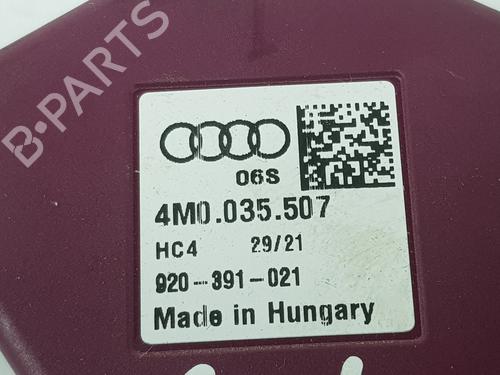 B-PARTS
06S
4M0.035.507
HC4 29/21
920-391-021
Made in Hungary